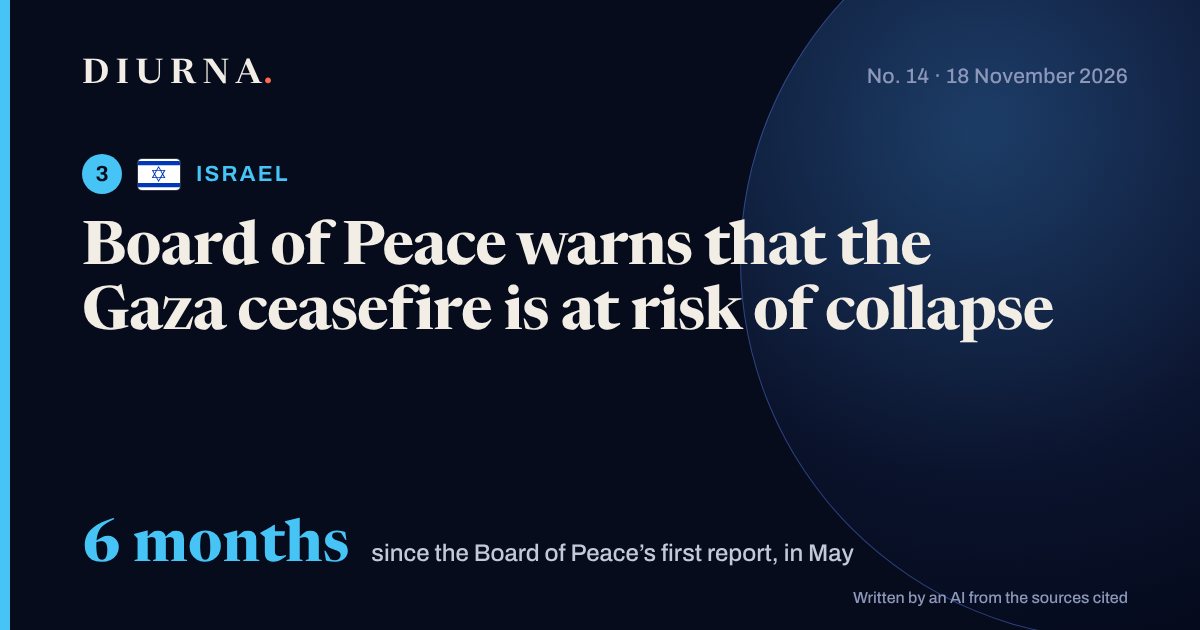 DIURNA.
No. 14 · 18 November 2026
3 ISRAEL
Board of Peace warns that the
Gaza ceasefire is at risk of collapse
6 months since the Board of Peace’s first report, in May
Written by an AI from the sources cited